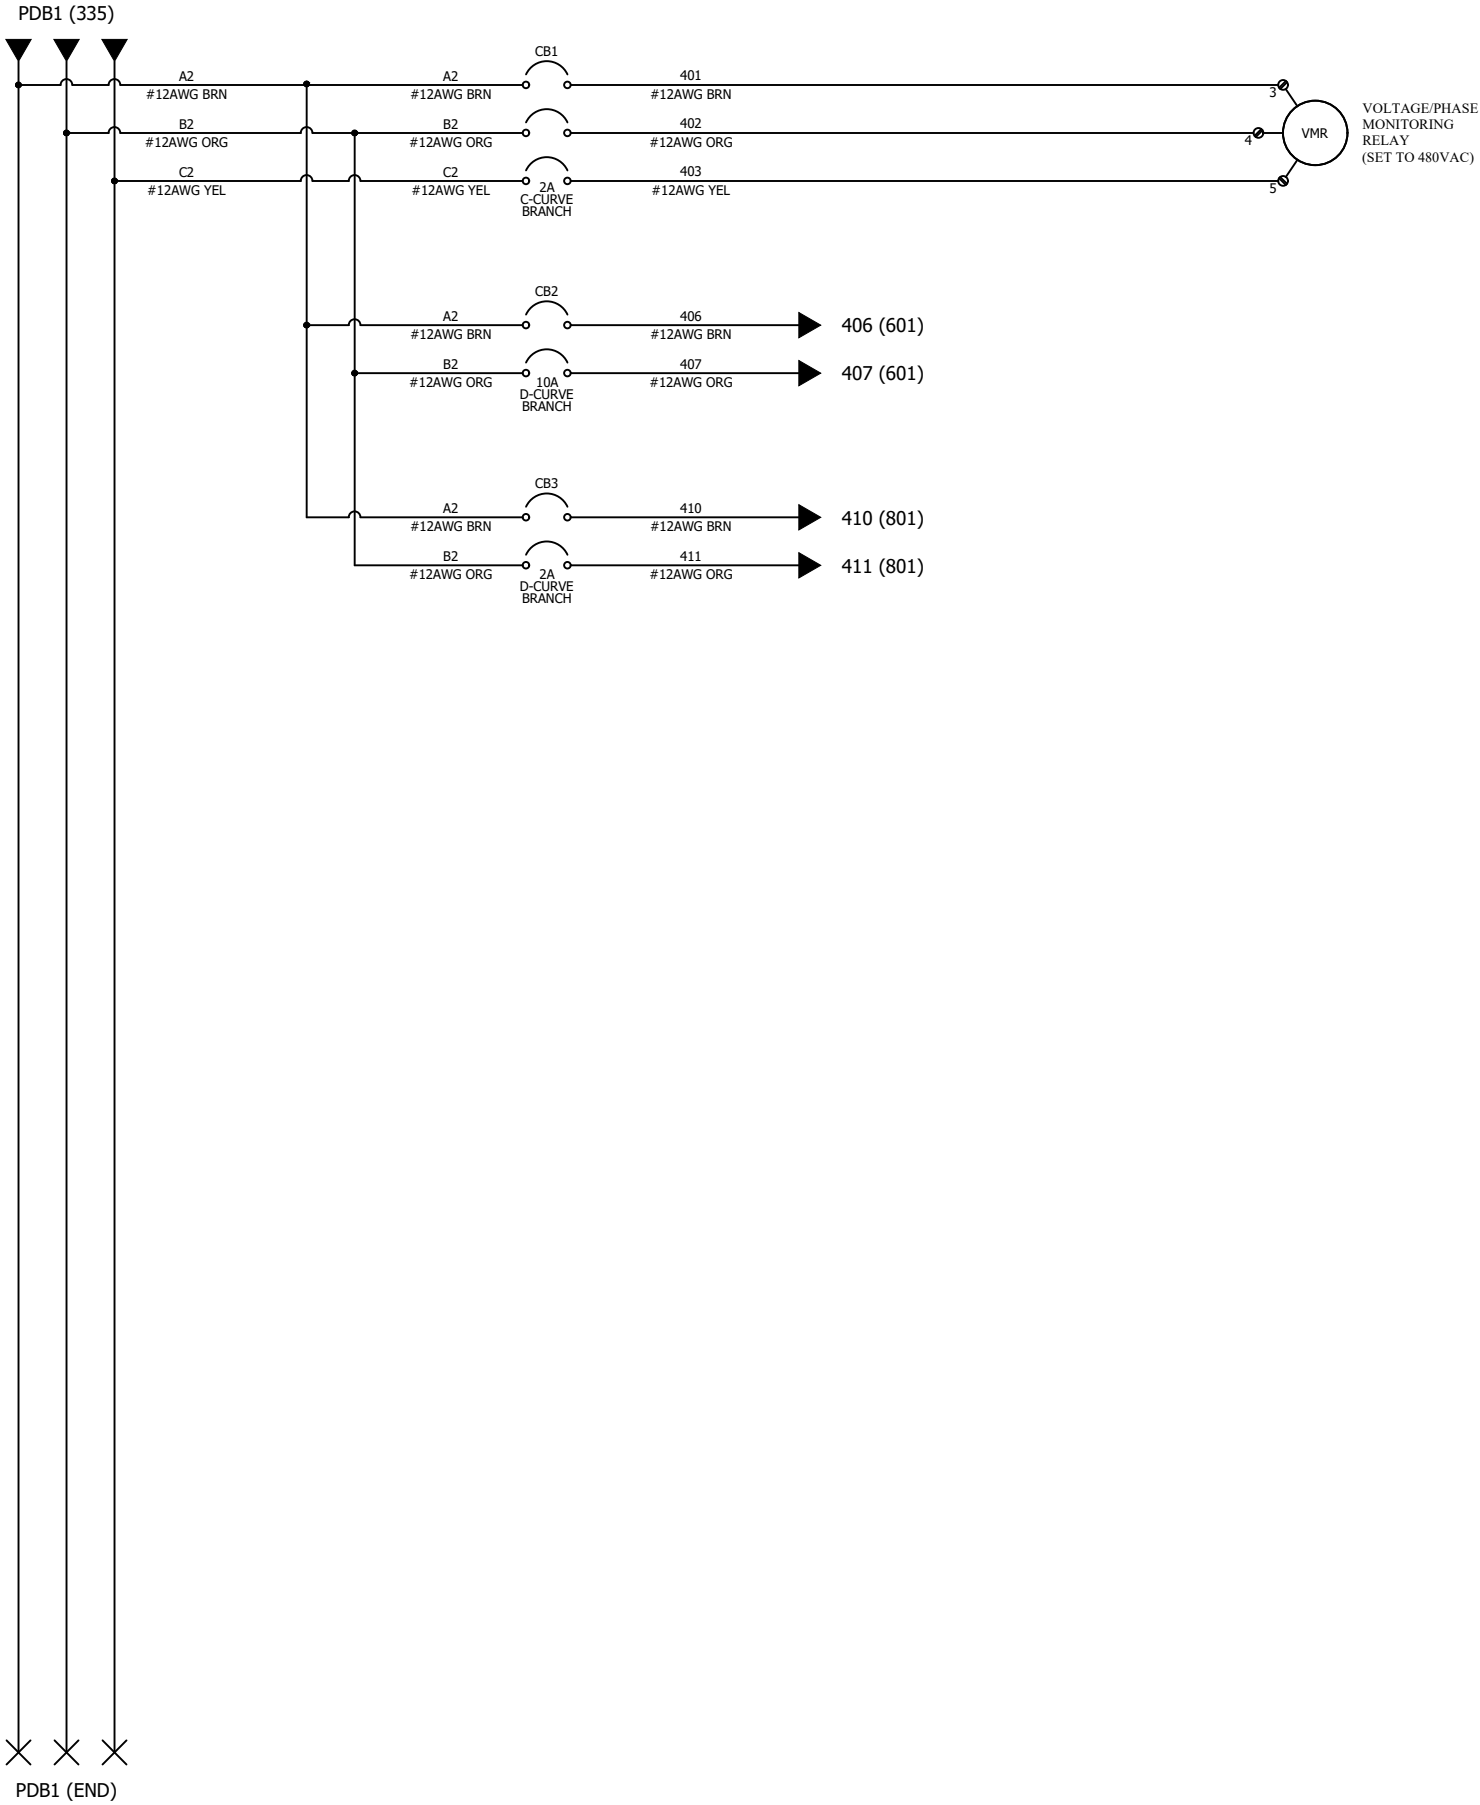 PDB1 (335)
CB1
A2 A2 401
#12AWG BRN #12AWG BRN #12AWG BRN
3
VOLTAGE/PHASE
MONITORING
RELAY
(SET TO 480VAC)
B2 B2 402
#12AWG ORG #12AWG ORG #12AWG ORG
4
VMR
C2 C2 403
#12AWG YEL #12AWG YEL #12AWG YEL
5
2A
C-CURVE
BRANCH
CB2
A2 406
#12AWG BRN #12AWG BRN
406 (601)
B2 407
#12AWG ORG #12AWG ORG
407 (601)
10A
D-CURVE
BRANCH
CB3
A2 410
#12AWG BRN #12AWG BRN
410 (801)
B2 411
#12AWG ORG #12AWG ORG
411 (801)
2A
D-CURVE
BRANCH
PDB1 (END)